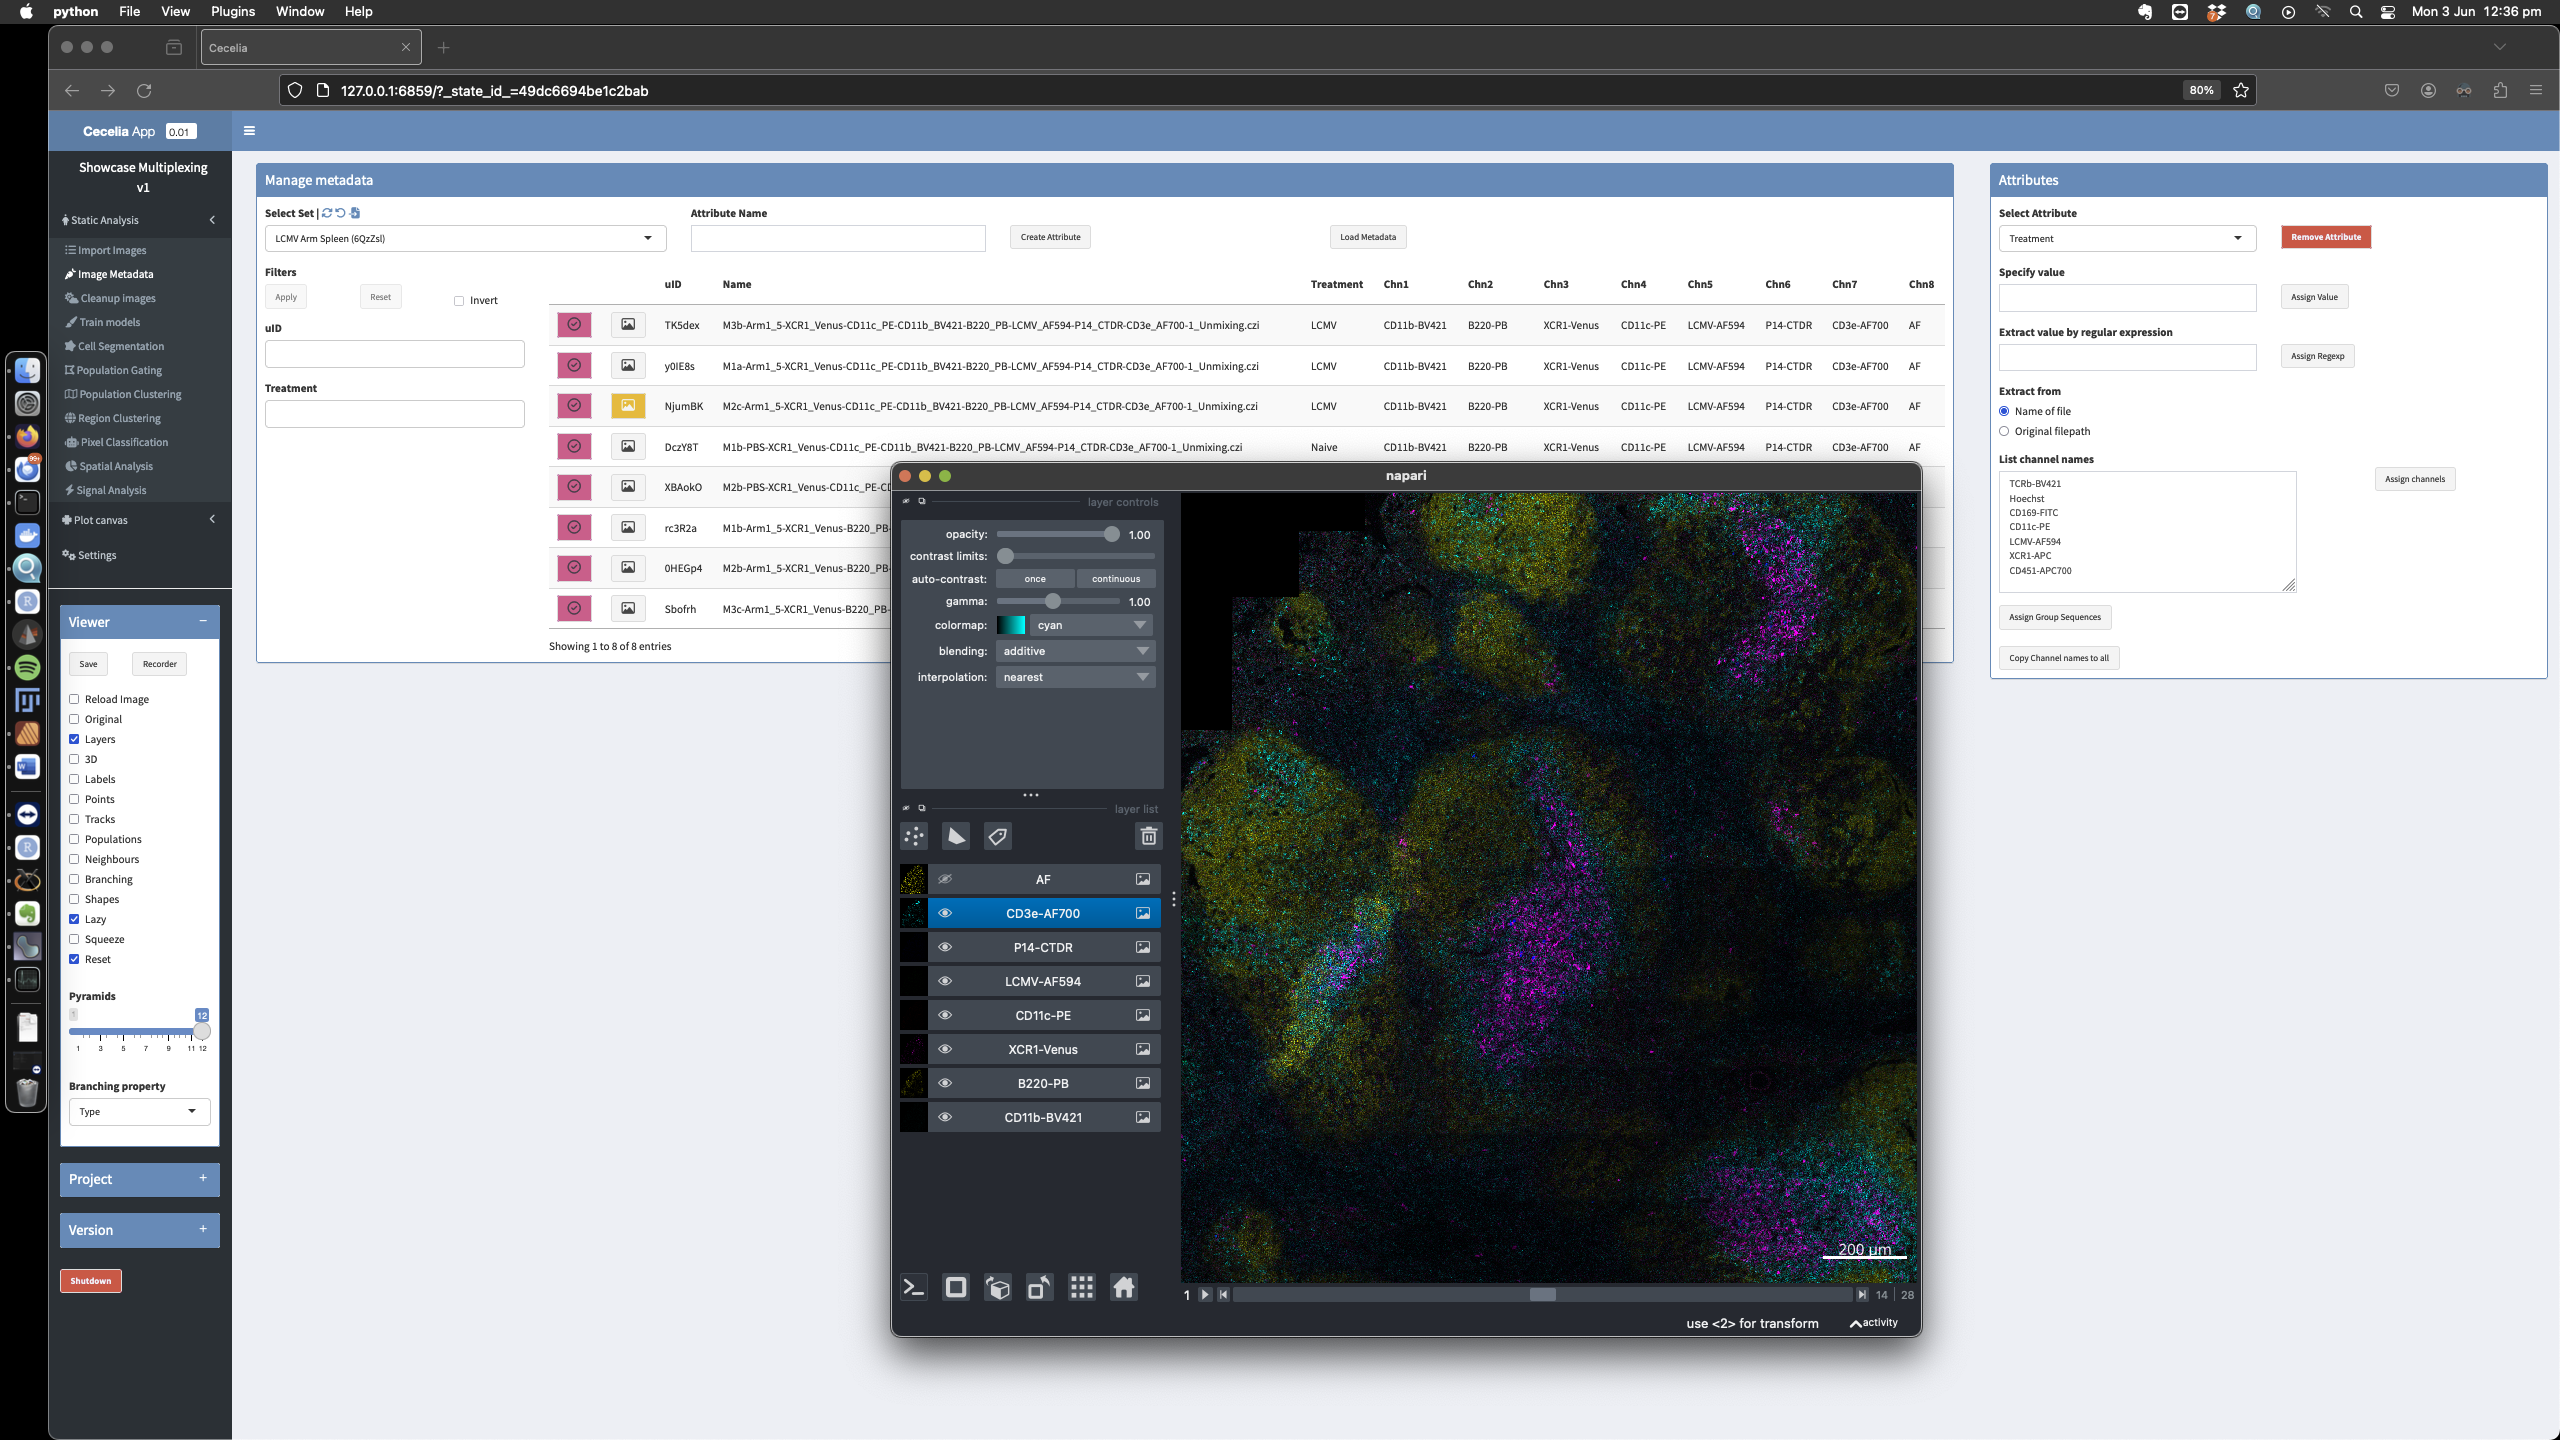 python File View Plugins Window Help
Mon 3 Jun 12:36 pm
Cecelia
127.0.0.1:6859/?_state_id_=49dc6694be1c2bab
80%
Cecelia App 0.01
Showcase Multiplexing
v1
Static Analysis
Import Images
Image Metadata
Cleanup images
Train models
Cell Segmentation
Population Gating
Population Clustering
Region Clustering
Pixel Classification
Spatial Analysis
Signal Analysis
Plot canvas
Settings
99+
Viewer
Save Recorder
Reload Image
Original
Layers
3D
Labels
Points
Tracks
Populations
Neighbours
Branching
Shapes
Lazy
Squeeze
Reset
Pyramids
1 12
1 3 5 7 9 11 12
Branching property
Type
Project
Version
Shutdown
Manage metadata
Select Set |
LCMV Arm Spleen (6QzZsl)
Attribute Name
Create Attribute
Load Metadata
Filters
Apply Reset Invert
uID
Treatment
uID Name Treatment Chn1 Chn2 Chn3 Chn4 Chn5 Chn6 Chn7 Chn8
TK5dex M3b-Arm1_5-XCR1_Venus-CD11c_PE-CD11b_BV421-B220_PB-LCMV_AF594-P14_CTDR-CD3e_AF700-1_Unmixing.czi LCMV CD11b-BV421 B220-PB XCR1-Venus CD11c-PE LCMV-AF594 P14-CTDR CD3e-AF700 AF
y0IE8s M1a-Arm1_5-XCR1_Venus-CD11c_PE-CD11b_BV421-B220_PB-LCMV_AF594-P14_CTDR-CD3e_AF700-1_Unmixing.czi LCMV CD11b-BV421 B220-PB XCR1-Venus CD11c-PE LCMV-AF594 P14-CTDR CD3e-AF700 AF
NjumBK M2c-Arm1_5-XCR1_Venus-CD11c_PE-CD11b_BV421-B220_PB-LCMV_AF594-P14_CTDR-CD3e_AF700-1_Unmixing.czi LCMV CD11b-BV421 B220-PB XCR1-Venus CD11c-PE LCMV-AF594 P14-CTDR CD3e-AF700 AF
DczY8T M1b-PBS-XCR1_Venus-CD11c_PE-CD11b_BV421-B220_PB-LCMV_AF594-P14_CTDR-CD3e_AF700-1_Unmixing.czi Naive CD11b-BV421 B220-PB XCR1-Venus CD11c-PE LCMV-AF594 P14-CTDR CD3e-AF700 AF
XBAokO M2b-PBS-XCR1_Venus-CD11c_PE-CD
rc3R2a M1b-Arm1_5-XCR1_Venus-B220_PB-
0HEGp4 M2b-Arm1_5-XCR1_Venus-B220_PB-
Sbofrh M3c-Arm1_5-XCR1_Venus-B220_PB-
Showing 1 to 8 of 8 entries
Attributes
Select Attribute
Treatment
Remove Attribute
Specify value
Assign Value
Extract value by regular expression
Assign Regexp
Extract from
Name of file
Original filepath
List channel names
TCRb-BV421
Hoechst
CD169-FITC
CD11c-PE
LCMV-AF594
XCR1-APC
CD451-APC700
Assign channels
Assign Group Sequences
Copy Channel names to all
napari
layer controls
opacity: 1.00
contrast limits:
auto-contrast: once continuous
gamma: 1.00
colormap: cyan
blending: additive
interpolation: nearest
layer list
AF
CD3e-AF700
P14-CTDR
LCMV-AF594
CD11c-PE
XCR1-Venus
B220-PB
CD11b-BV421
200 µm
1 14 28
use <2> for transform activity